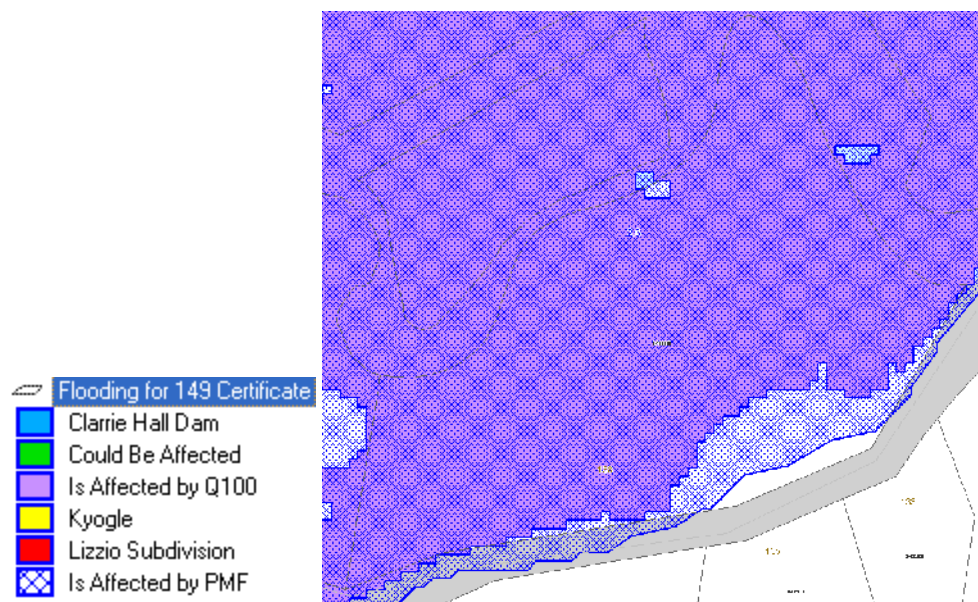 Flooding for 149 Certificate
Clarrie Hall Dam
Could Be Affected
Is Affected by Q100
Kyogle
Lizzio Subdivision
Is Affected by PMF